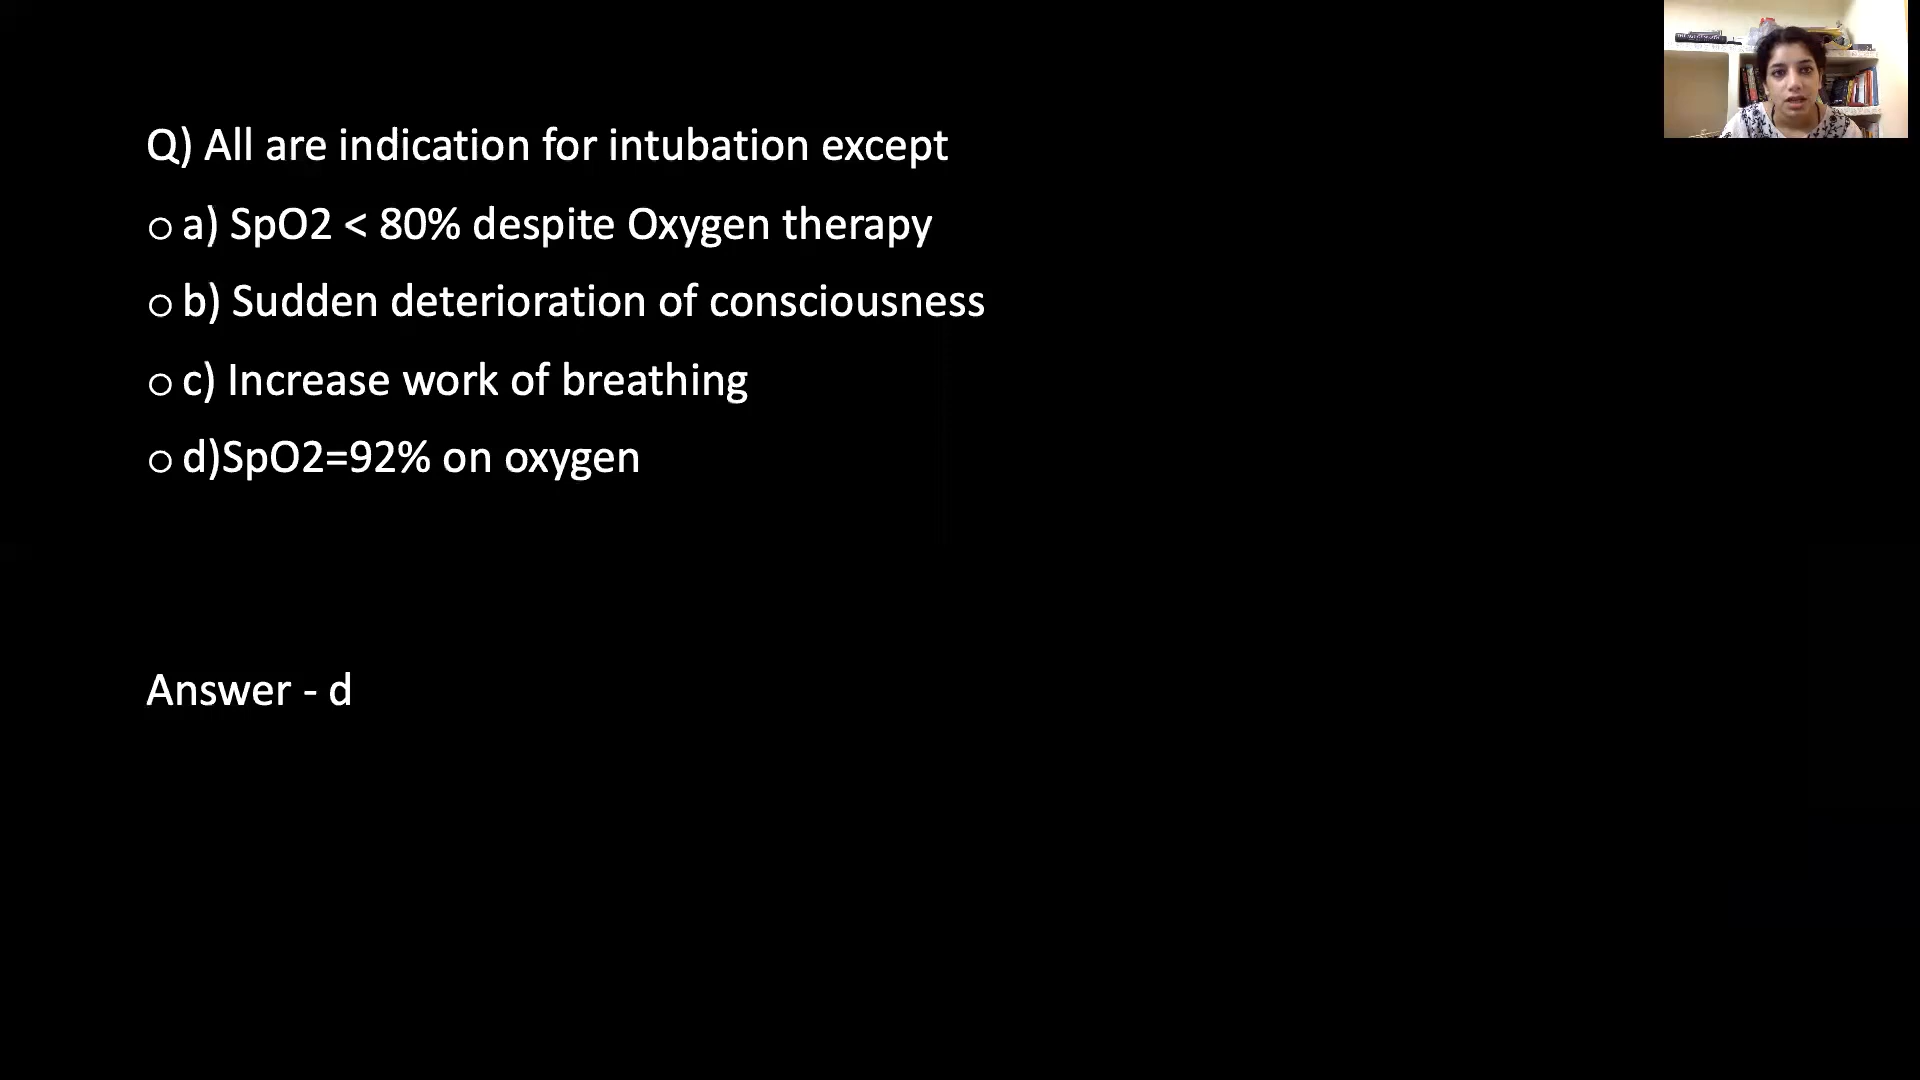 Q) All are indication for intubation except
○ a) SpO2 < 80% despite Oxygen therapy
○ b) Sudden deterioration of consciousness
○ c) Increase work of breathing
○ d)SpO2=92% on oxygen
Answer - d